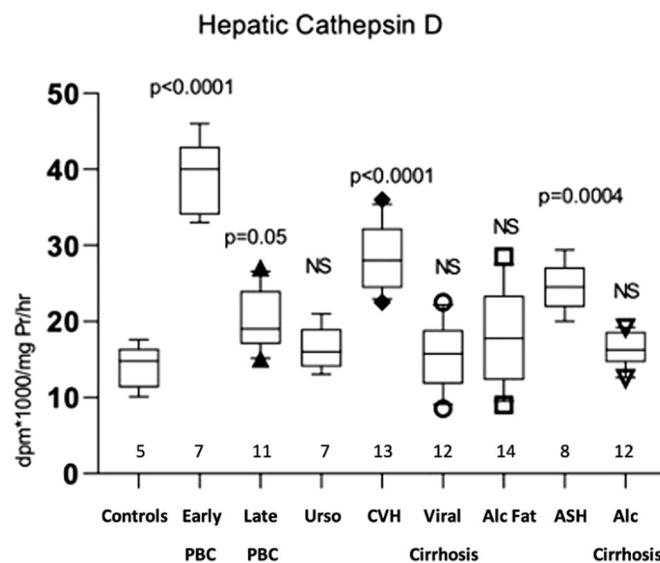 Hepatic Cathepsin D
p<0.0001
50
40
p<0.0001
p=0.0004
30
p=0.05
NS
NS
NS
NS
20
10
0
dpm*1000/mg Pr/hr
5 7 11 7 13 12 14 8 12
Controls Early Late Urso CVH Viral Alc Fat ASH Alc
PBC PBC Cirrhosis Cirrhosis